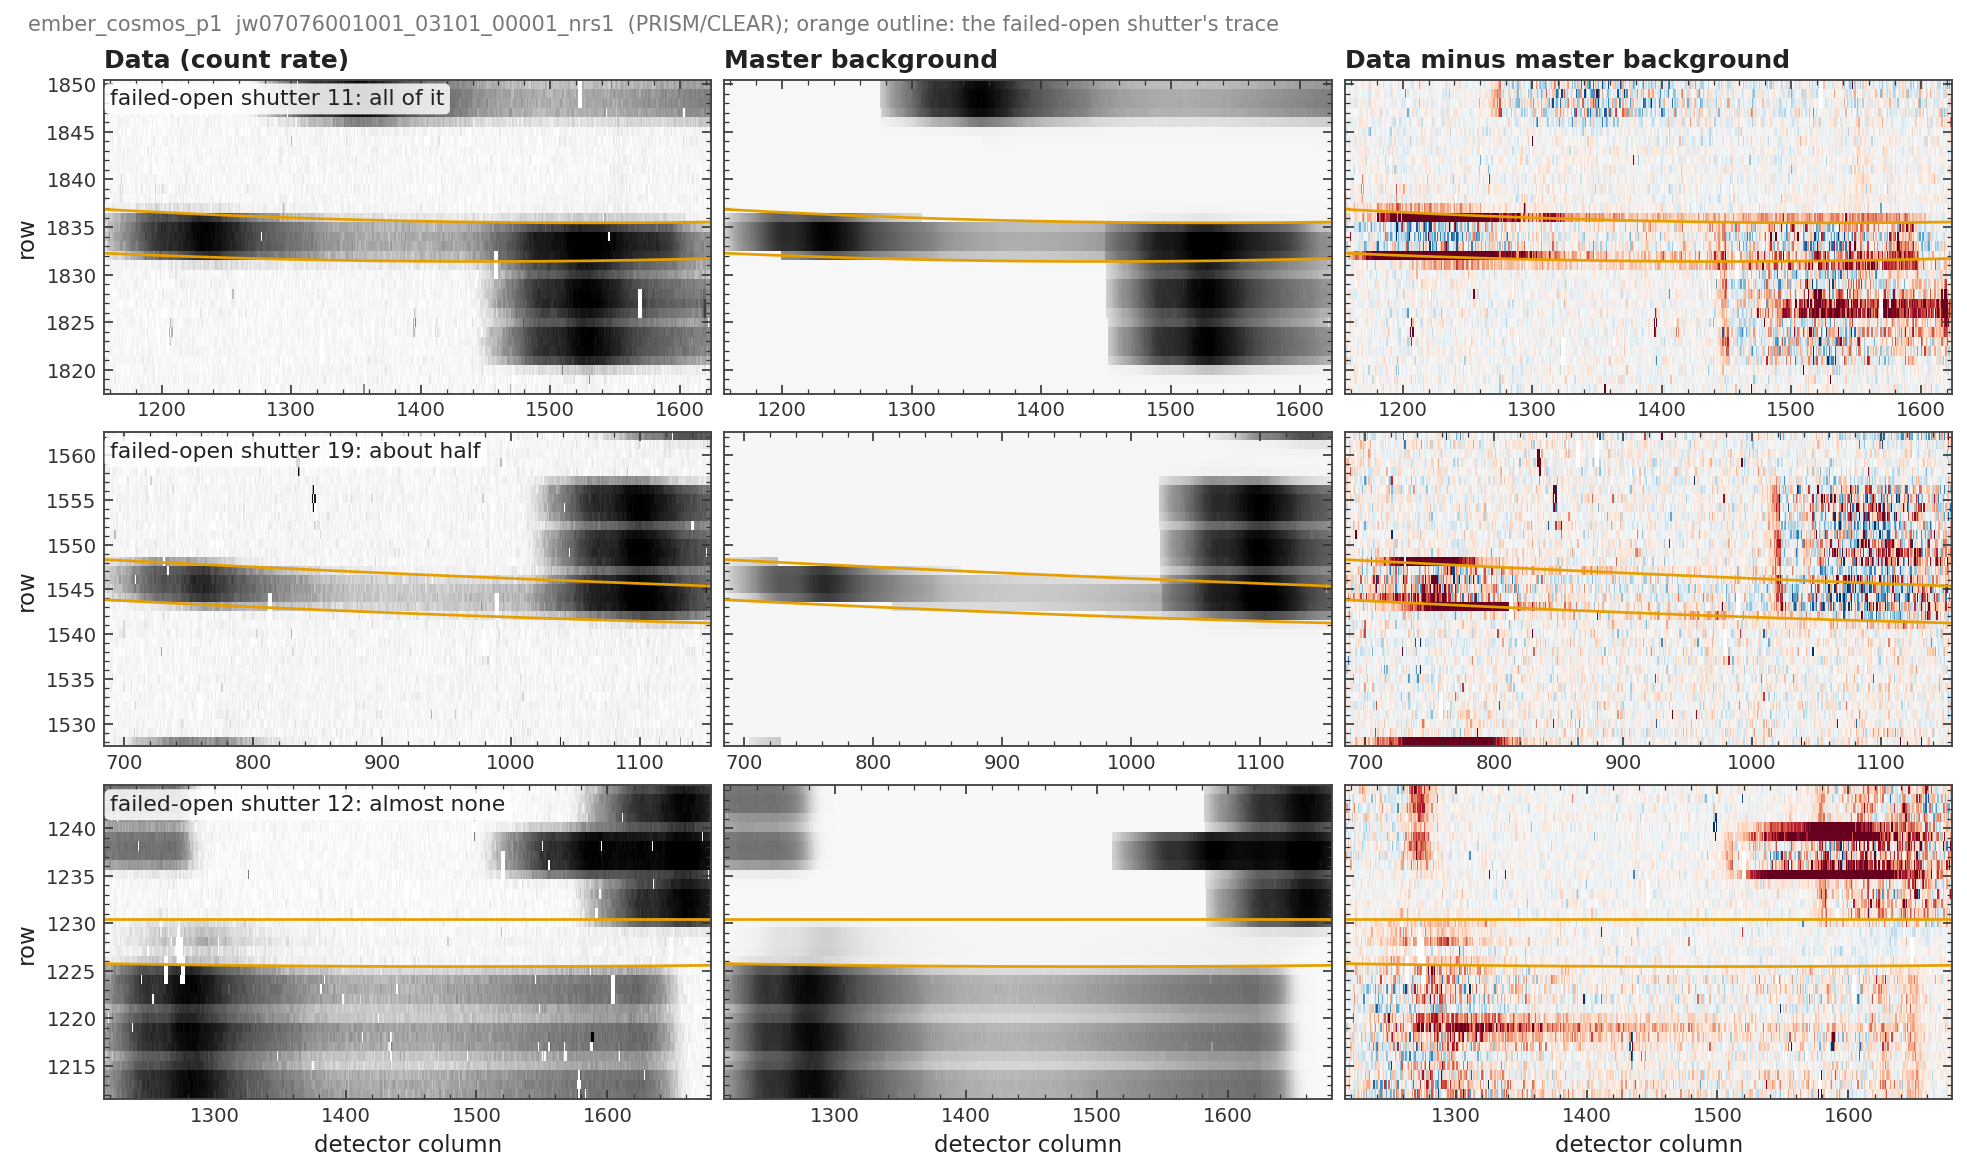 ember_cosmos_p1 jw07076001001_03101_00001_nrs1 (PRISM/CLEAR); orange outline: the failed-open shutter's trace
Data (count rate)
Master background
Data minus master background
failed-open shutter 11: all of it
row
1850
1845
1840
1835
1830
1825
1820
1200 1300 1400 1500 1600
1200 1300 1400 1500 1600
1200 1300 1400 1500 1600
failed-open shutter 19: about half
row
1560
1555
1550
1545
1540
1535
1530
700 800 900 1000 1100
700 800 900 1000 1100
700 800 900 1000 1100
failed-open shutter 12: almost none
row
1240
1235
1230
1225
1220
1215
1300 1400 1500 1600
1300 1400 1500 1600
1300 1400 1500 1600
detector column
detector column
detector column